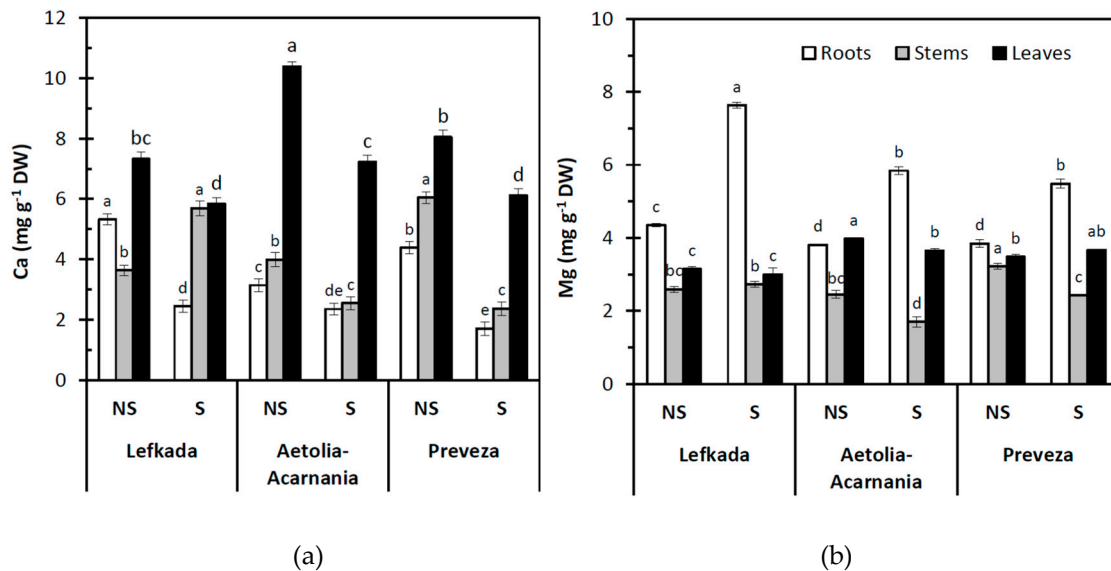 12
10
8
6
4
2
0
Ca (mg g-1 DW)
a
b
bc
a
d
d
a
b
c
c
de
c
b
a
b
e
c
d
NS S NS S NS S
Lefkada Aetolia-Acarnania Preveza
(a)
10
8
6
4
2
0
Mg (mg g-1 DW)
Roots Stems Leaves
c
bc
c
a
b
c
d
bc
a
b
d
b
d
a
b
b
c
ab
NS S NS S NS S
Lefkada Aetolia-Acarnania Preveza
(b)